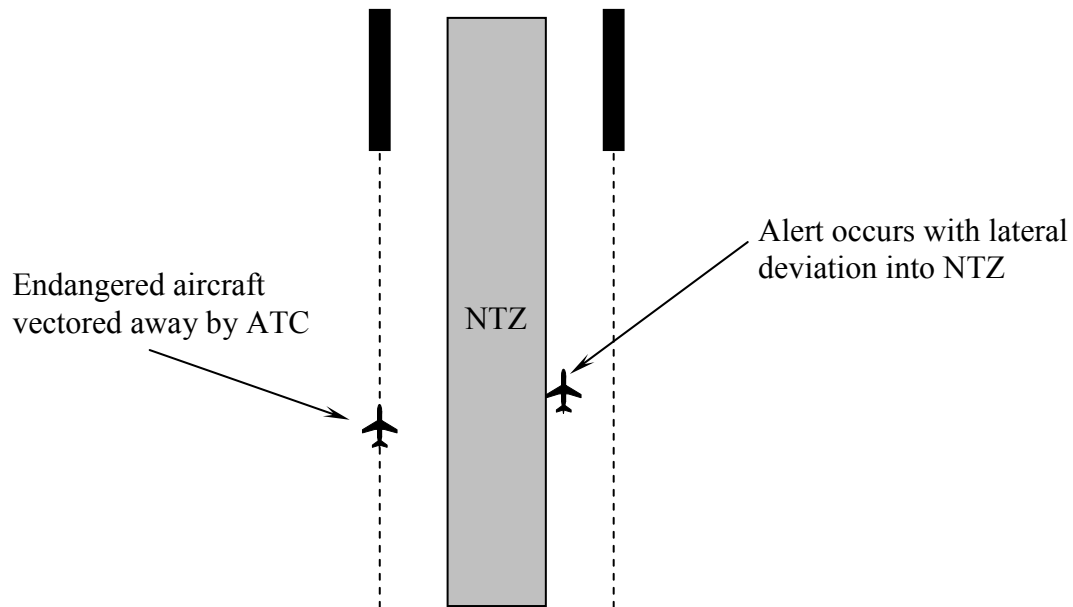 Alert occurs with lateral
deviation into NTZ
Endangered aircraft
vectored away by ATC
NTZ